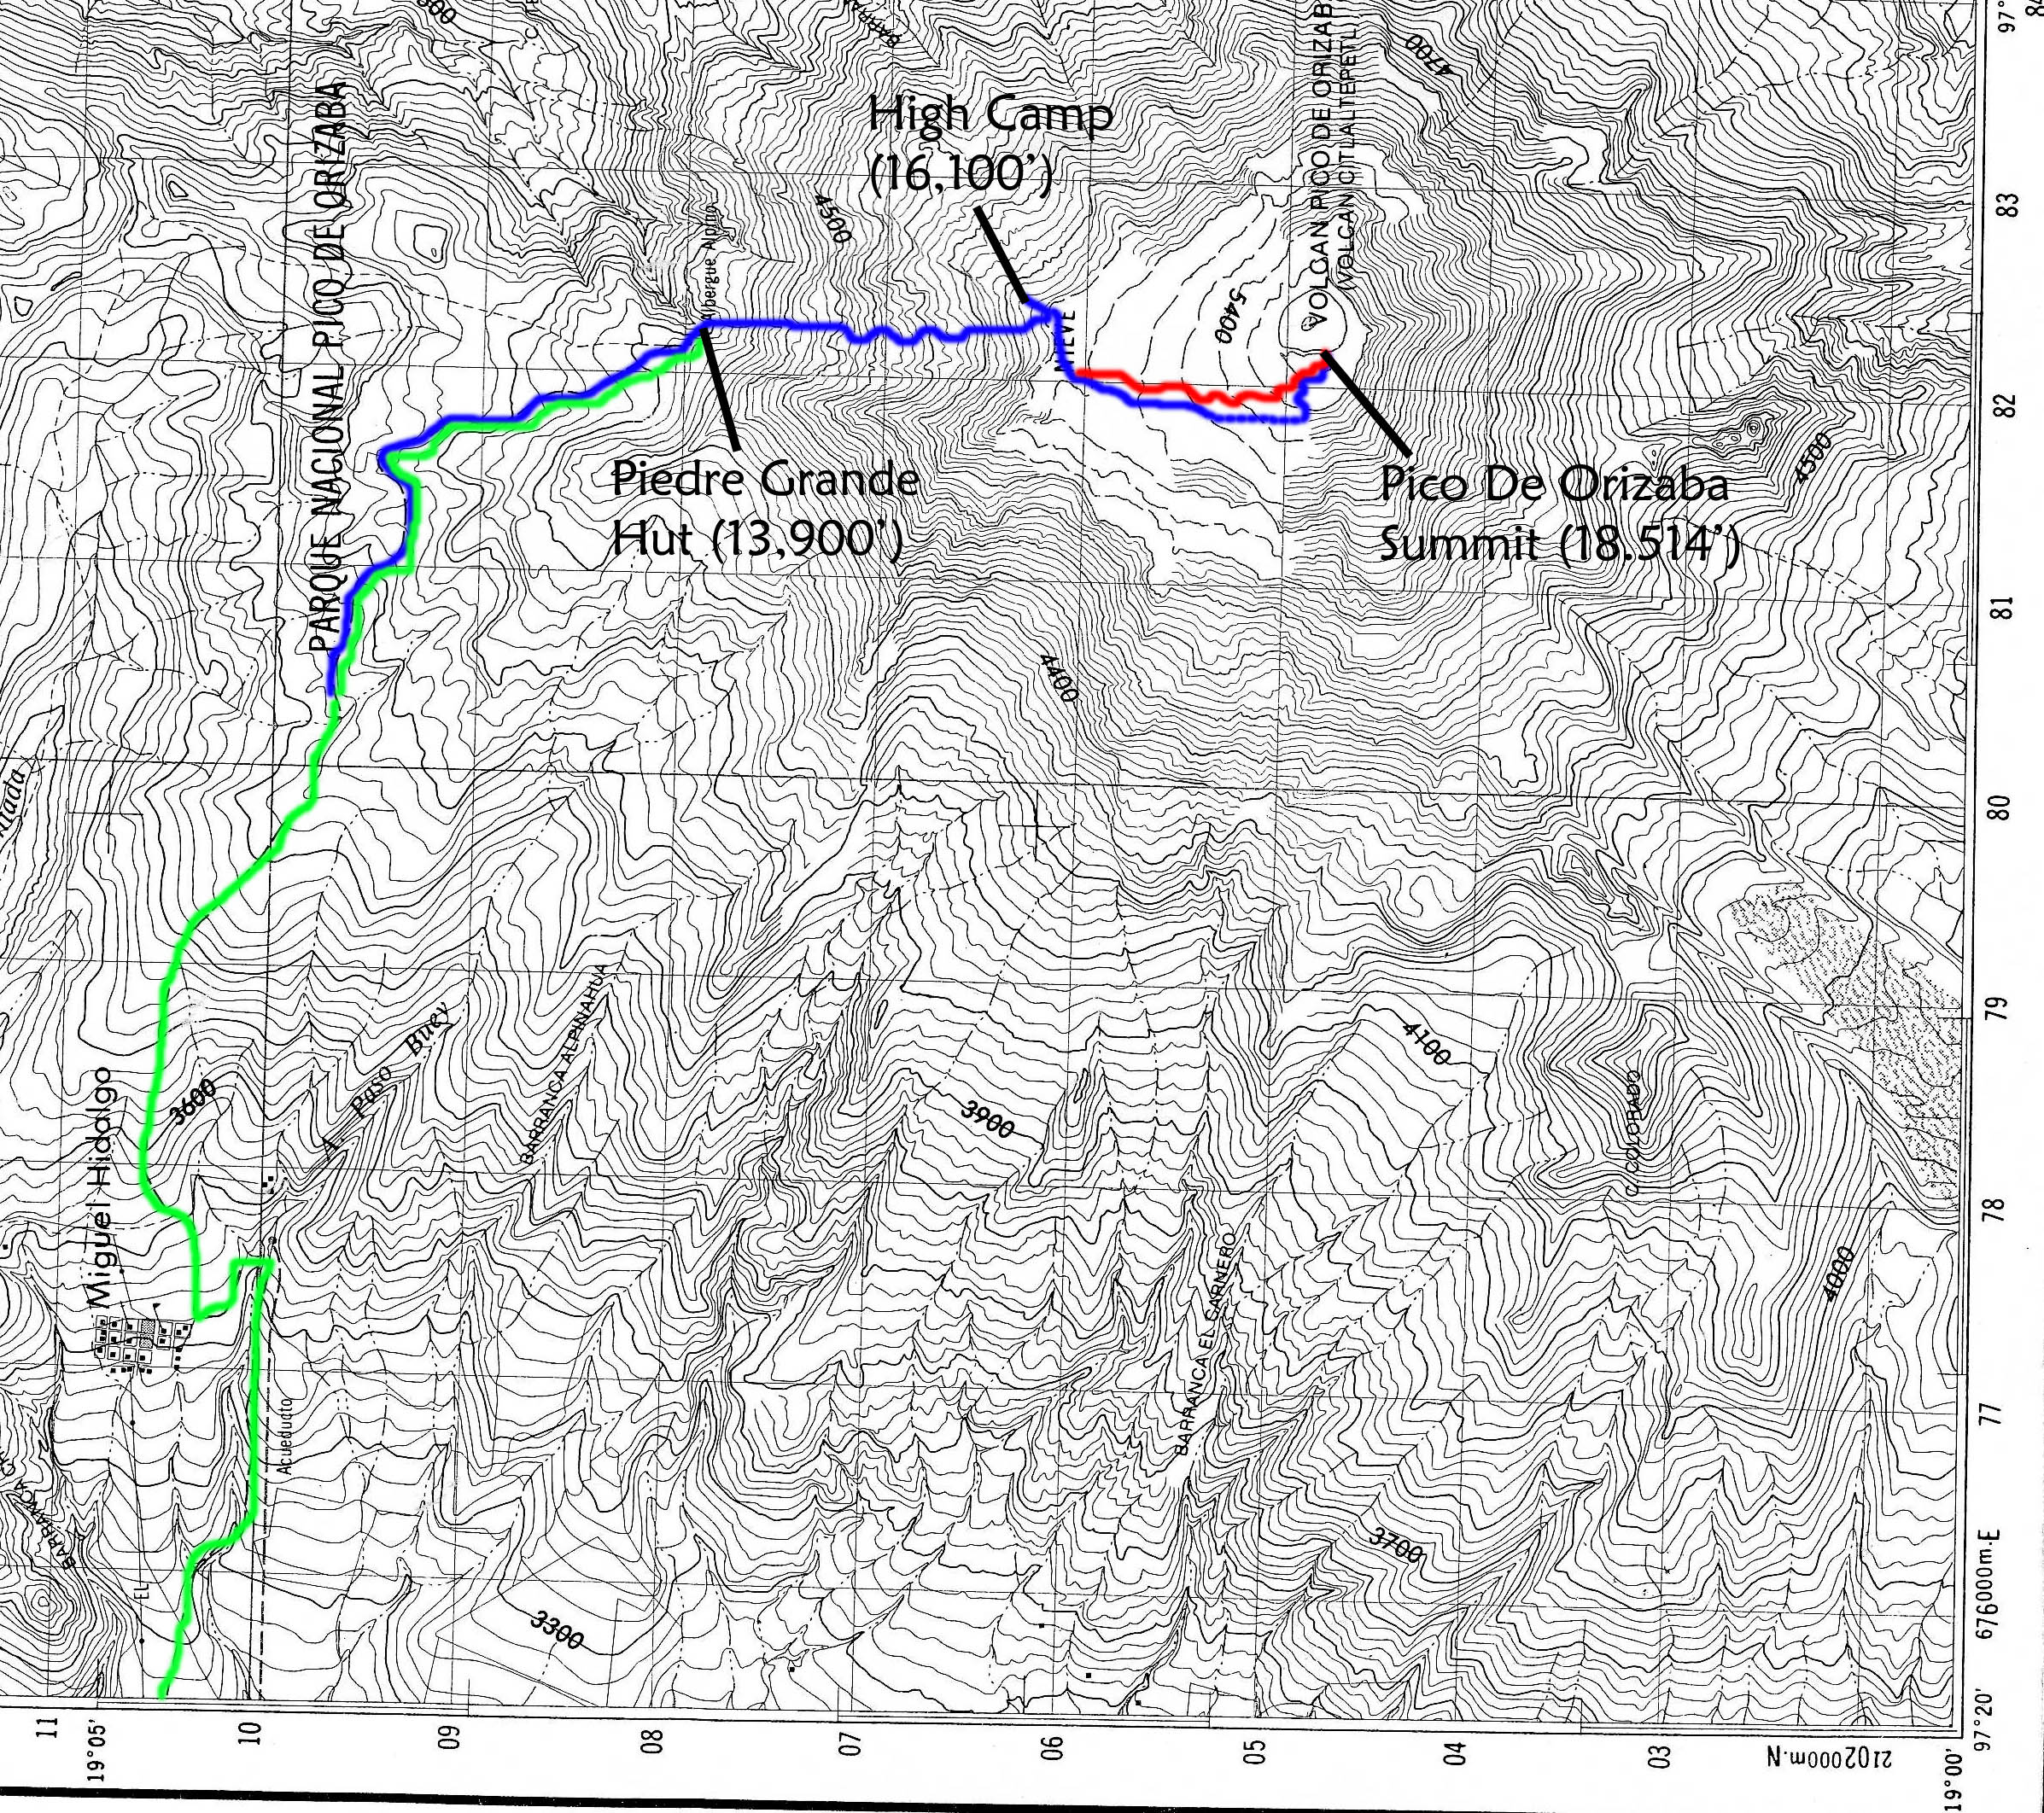 High Camp
(16,100')
4700
VOLCAN PICO DE ORIZAB
(VOLCAN CITLALTEPETL)
97°
83
PARQUE NACIONAL PICO DE ORIZABA
4500
Albergue Alpino
5400
NIEVE
82
Piedre Grande
Hut (13,900')
Pico De Orizaba
Summit (18.514')
4500
81
4400
80
79
Miguel Hidalgo
3600
A Paso Buey
BARRANCA ALPINAHUA
3900
4100
C COLORADO
78
4000
BARRANCA EL CARNERO
77
Acueducto
EL
3300
3700
676000m.E
97°20'
11
19°05'
10
09
08
07
06
05
04
03
2102000m.N
19°00'